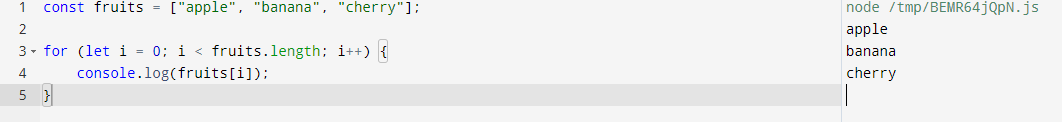 1 const fruits = ["apple", "banana", "cherry"];
2
3 for (let i = 0; i < fruits.length; i++) {
4     console.log(fruits[i]);
5 }
node /tmp/BEMR64jQpN.js
apple
banana
cherry